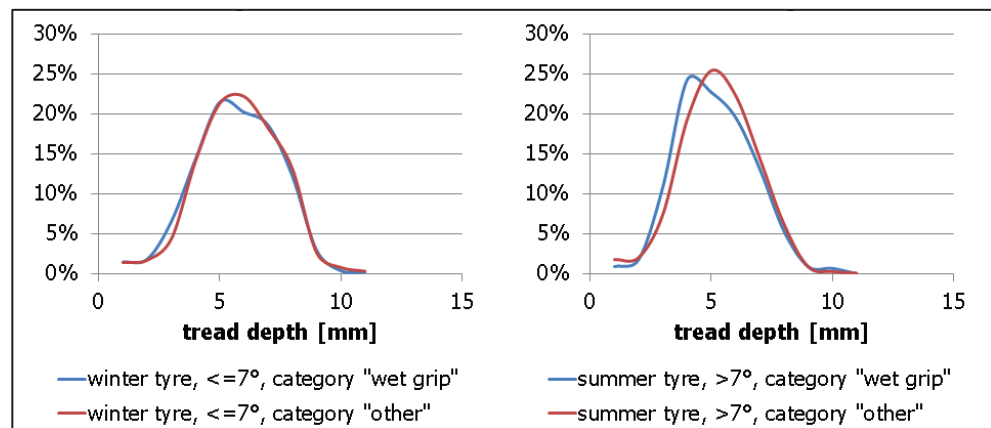 30%
25%
20%
15%
10%
5%
0%
0 5 10 15
tread depth [mm]
winter tyre, <=7°, category "wet grip"
winter tyre, <=7°, category "other"
30%
25%
20%
15%
10%
5%
0%
0 5 10 15
tread depth [mm]
summer tyre, >7°, category "wet grip"
summer tyre, >7°, category "other"